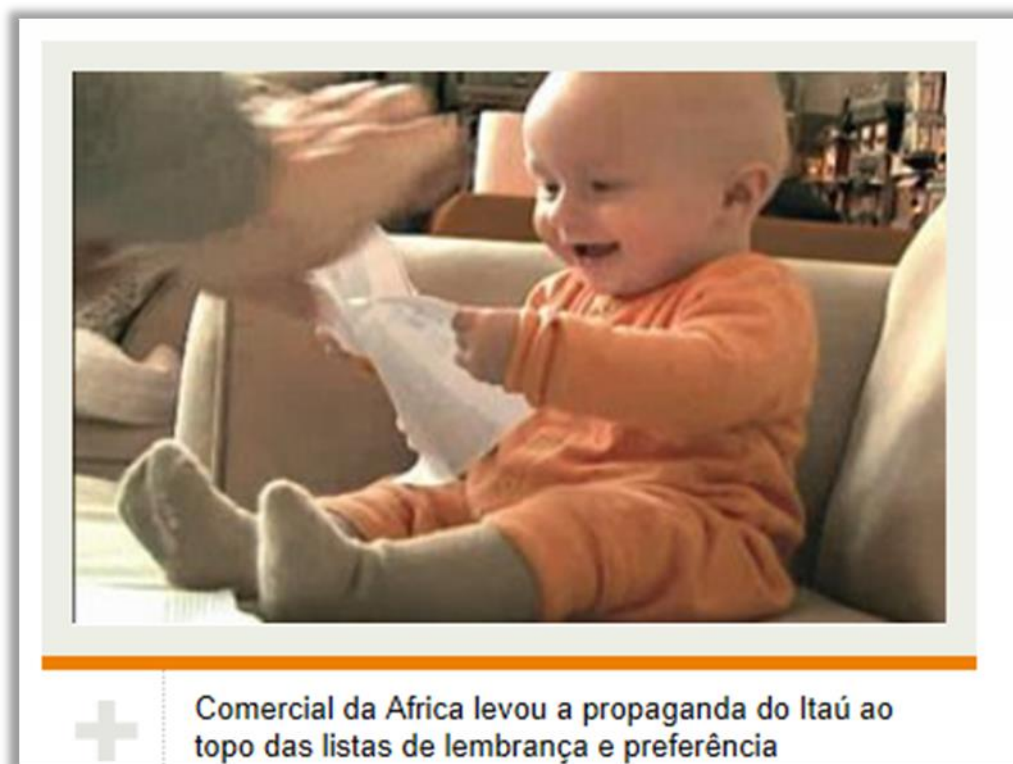 Comercial da Africa levou a propaganda do Itaú ao
topo das listas de lembrança e preferência